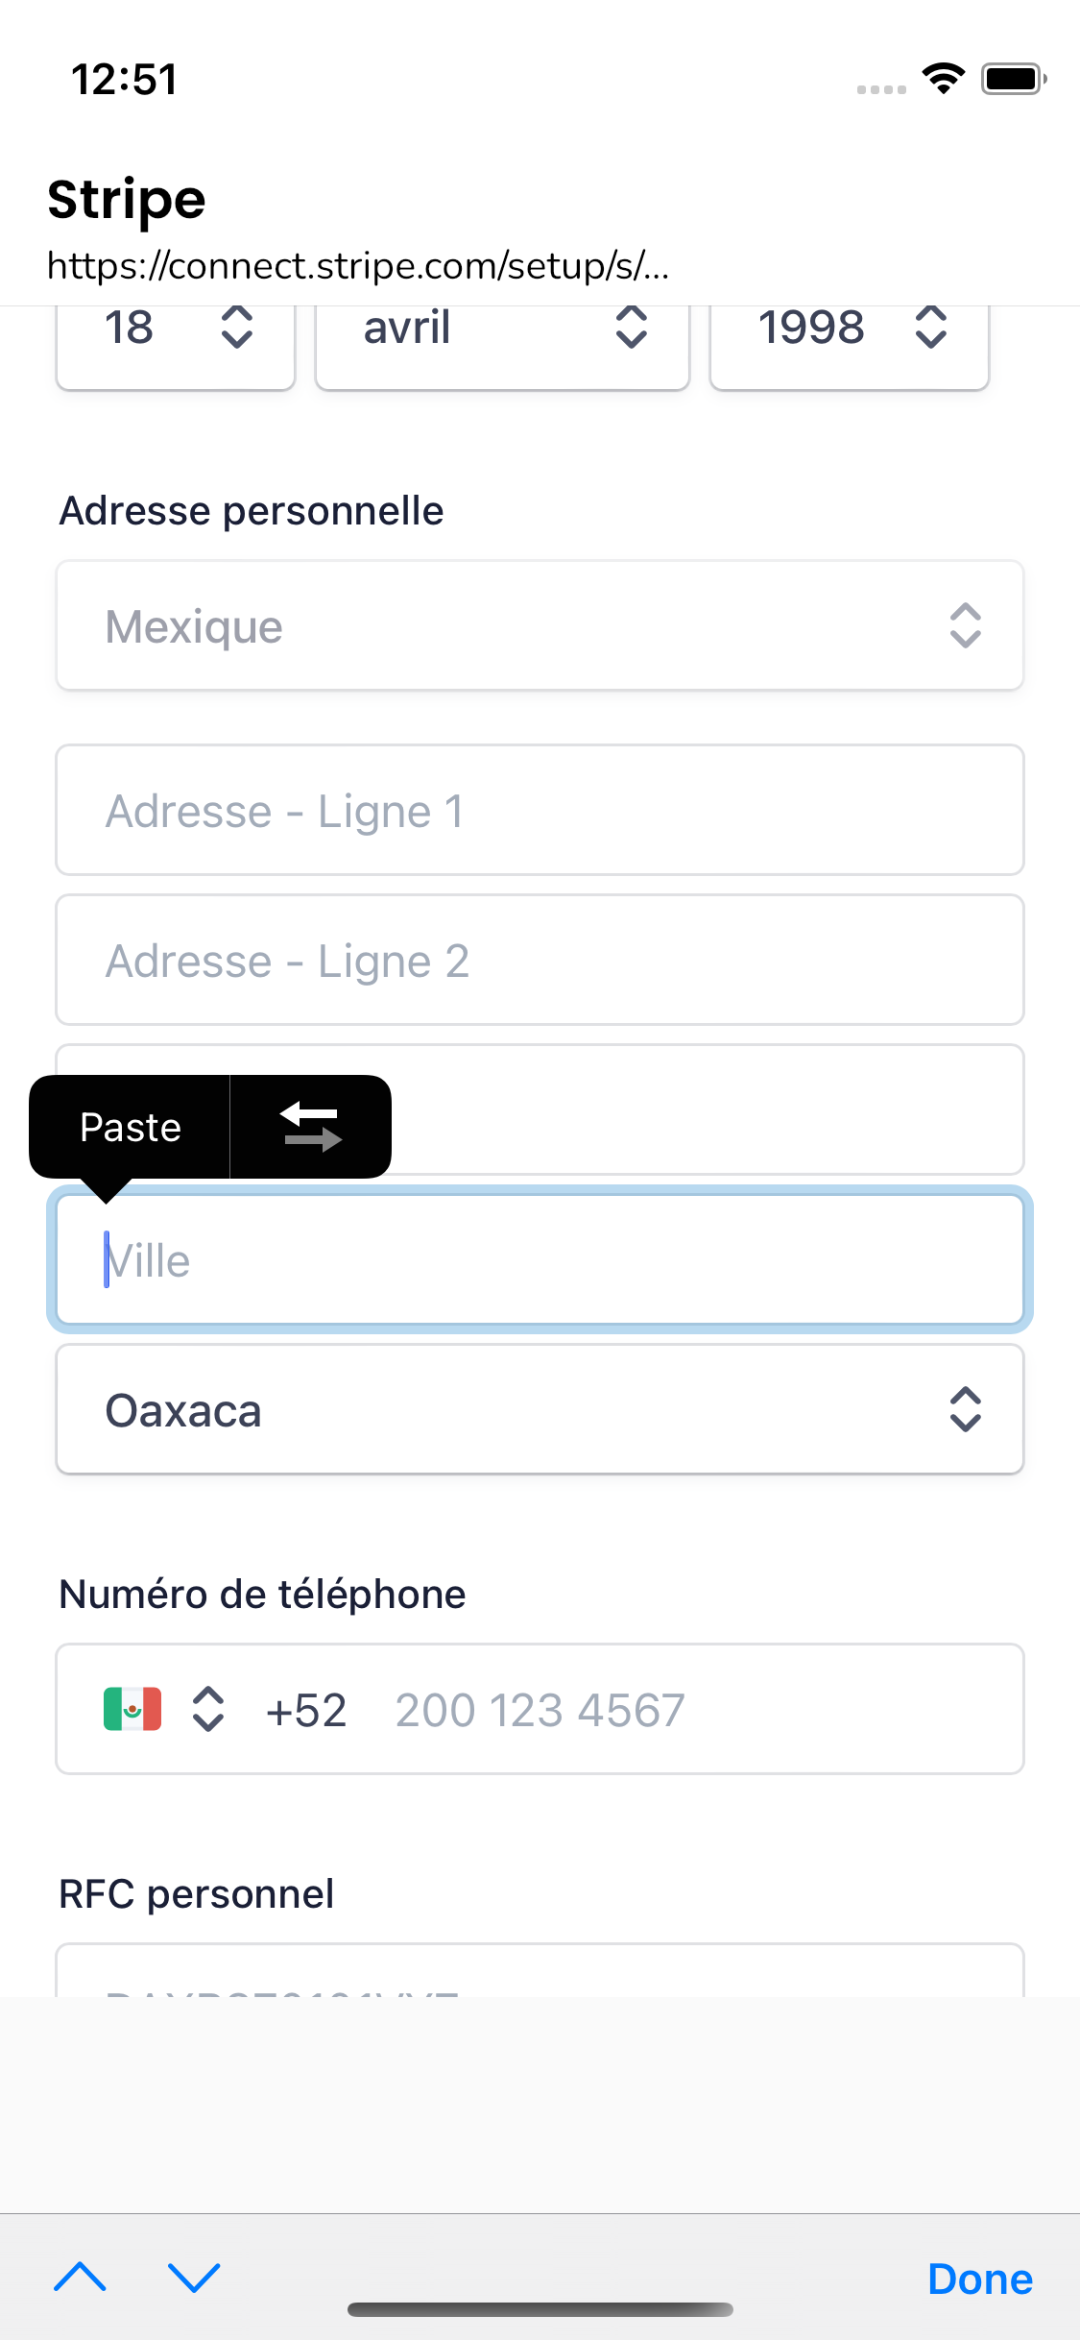 12:51
Stripe
https://connect.stripe.com/setup/s/...
18 avril 1998
Adresse personnelle
Mexique
Adresse - Ligne 1
Adresse - Ligne 2
Paste
Ville
Oaxaca
Numéro de téléphone
+52 200 123 4567
RFC personnel
Done